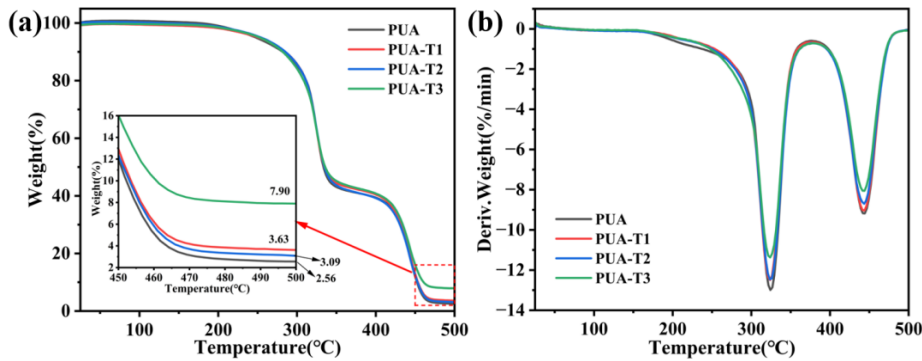 (a)
PUA
PUA-T1
PUA-T2
PUA-T3
Weight(%)
100
80
60
40
20
0
16
14
12
10
8
6
4
2
Weight(%)
7.90
3.63
3.09
2.56
450 460 470 480 490 500
Temperature(℃)
100 200 300 400 500
Temperature(℃)
(b)
Deriv.Weight(%/min)
0
−2
−4
−6
−8
−10
−12
−14
PUA
PUA-T1
PUA-T2
PUA-T3
100 200 300 400 500
Temperature(℃)